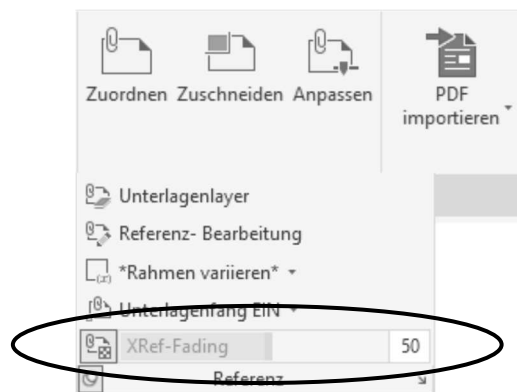 Zuordnen Zuschneiden Anpassen
PDF
importieren
Unterlagenlayer
Referenz- Bearbeitung
*Rahmen variieren*
Unterlagenfang EIN
XRef-Fading 50
Referenz